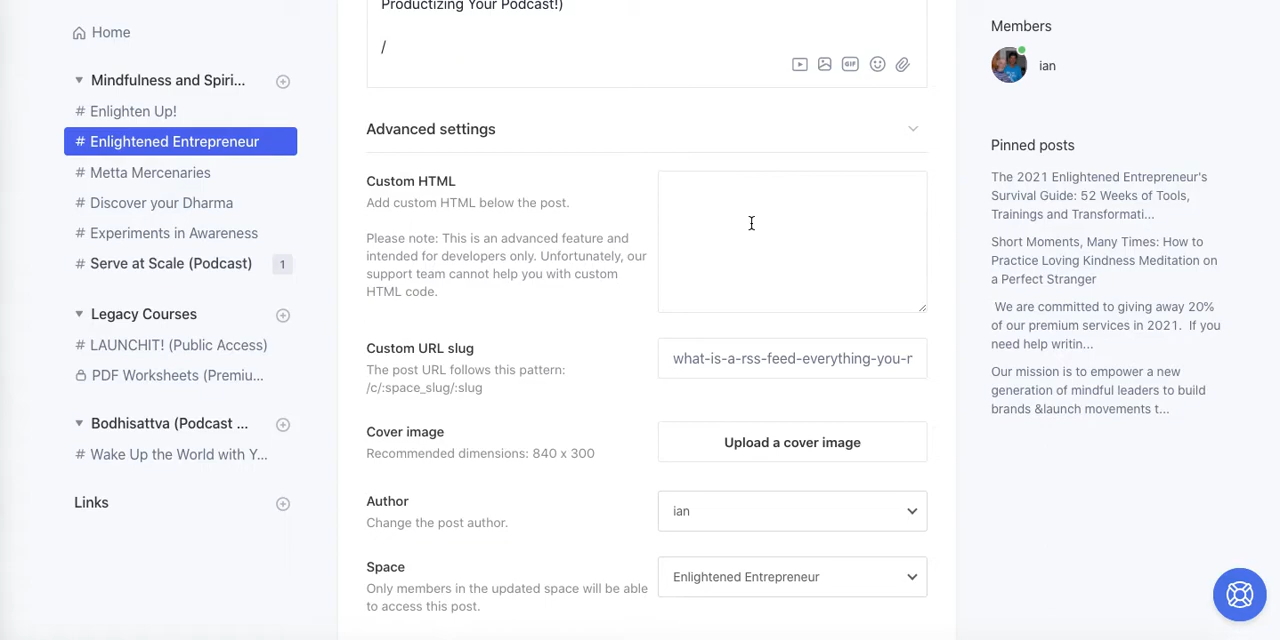 Home
Mindfulness and Spiri...
# Enlighten Up!
# Enlightened Entrepreneur
# Metta Mercenaries
# Discover your Dharma
# Experiments in Awareness
# Serve at Scale (Podcast) 1
Legacy Courses
# LAUNCHIT! (Public Access)
PDF Worksheets (Premiu...
Bodhisattva (Podcast ...
# Wake Up the World with Y...
Links
Productizing Your Podcast!)
/
GIF
Advanced settings
Custom HTML
Add custom HTML below the post.
Please note: This is an advanced feature and
intended for developers only. Unfortunately, our
support team cannot help you with custom
HTML code.
Custom URL slug
The post URL follows this pattern:
/c/:space_slug/:slug
what-is-a-rss-feed-everything-you-r
Cover image
Recommended dimensions: 840 x 300
Upload a cover image
Author
Change the post author.
ian
Space
Only members in the updated space will be able
to access this post.
Enlightened Entrepreneur
Members
ian
Pinned posts
The 2021 Enlightened Entrepreneur's
Survival Guide: 52 Weeks of Tools,
Trainings and Transformati...
Short Moments, Many Times: How to
Practice Loving Kindness Meditation on
a Perfect Stranger
We are committed to giving away 20%
of our premium services in 2021. If you
need help writin...
Our mission is to empower a new
generation of mindful leaders to build
brands &launch movements t...